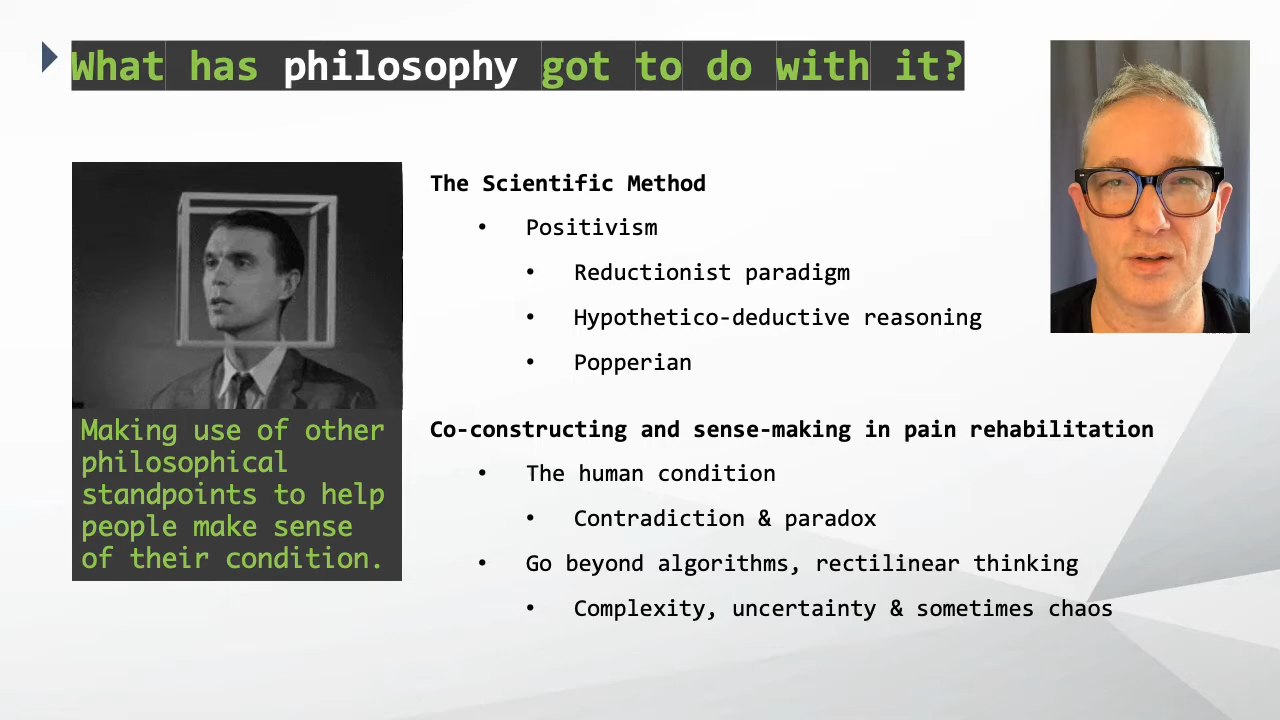 What has philosophy got to do with it?
The Scientific Method
• Positivism
• Reductionist paradigm
• Hypothetico-deductive reasoning
• Popperian
Making use of other
philosophical
standpoints to help
people make sense
of their condition.
Co-constructing and sense-making in pain rehabilitation
• The human condition
• Contradiction & paradox
• Go beyond algorithms, rectilinear thinking
• Complexity, uncertainty & sometimes chaos